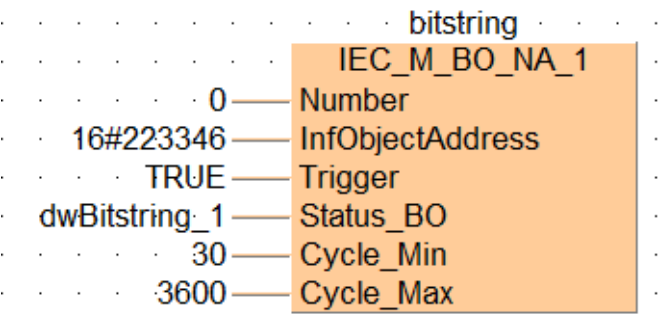 bitstring
IEC_M_BO_NA_1
0 Number
16#223346 InfObjectAddress
TRUE Trigger
dwBitstring_1 Status_BO
30 Cycle_Min
3600 Cycle_Max